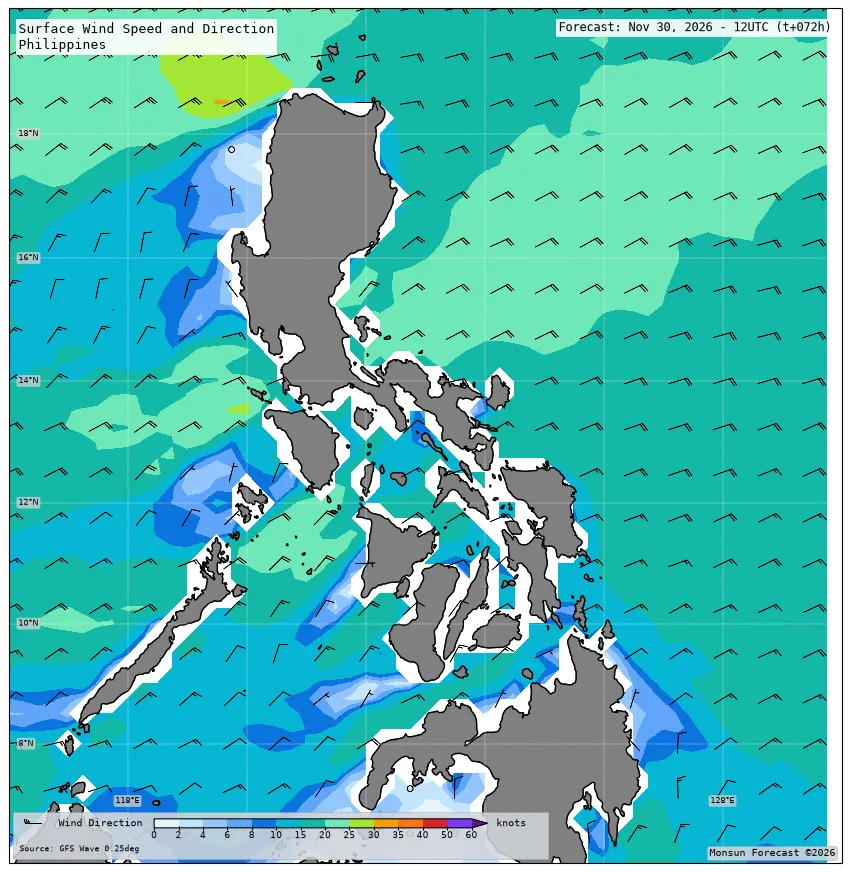 Surface Wind Speed and Direction
Philippines
Forecast: Nov 30, 2026 - 12UTC (t+072h)
18°N
16°N
14°N
12°N
10°N
8°N
118°E
128°E
Wind Direction
0 2 4 6 8 10 15 20 25 30 35 40 50 60
knots
Source: GFS Wave 0.25deg
Monsun Forecast ©2026